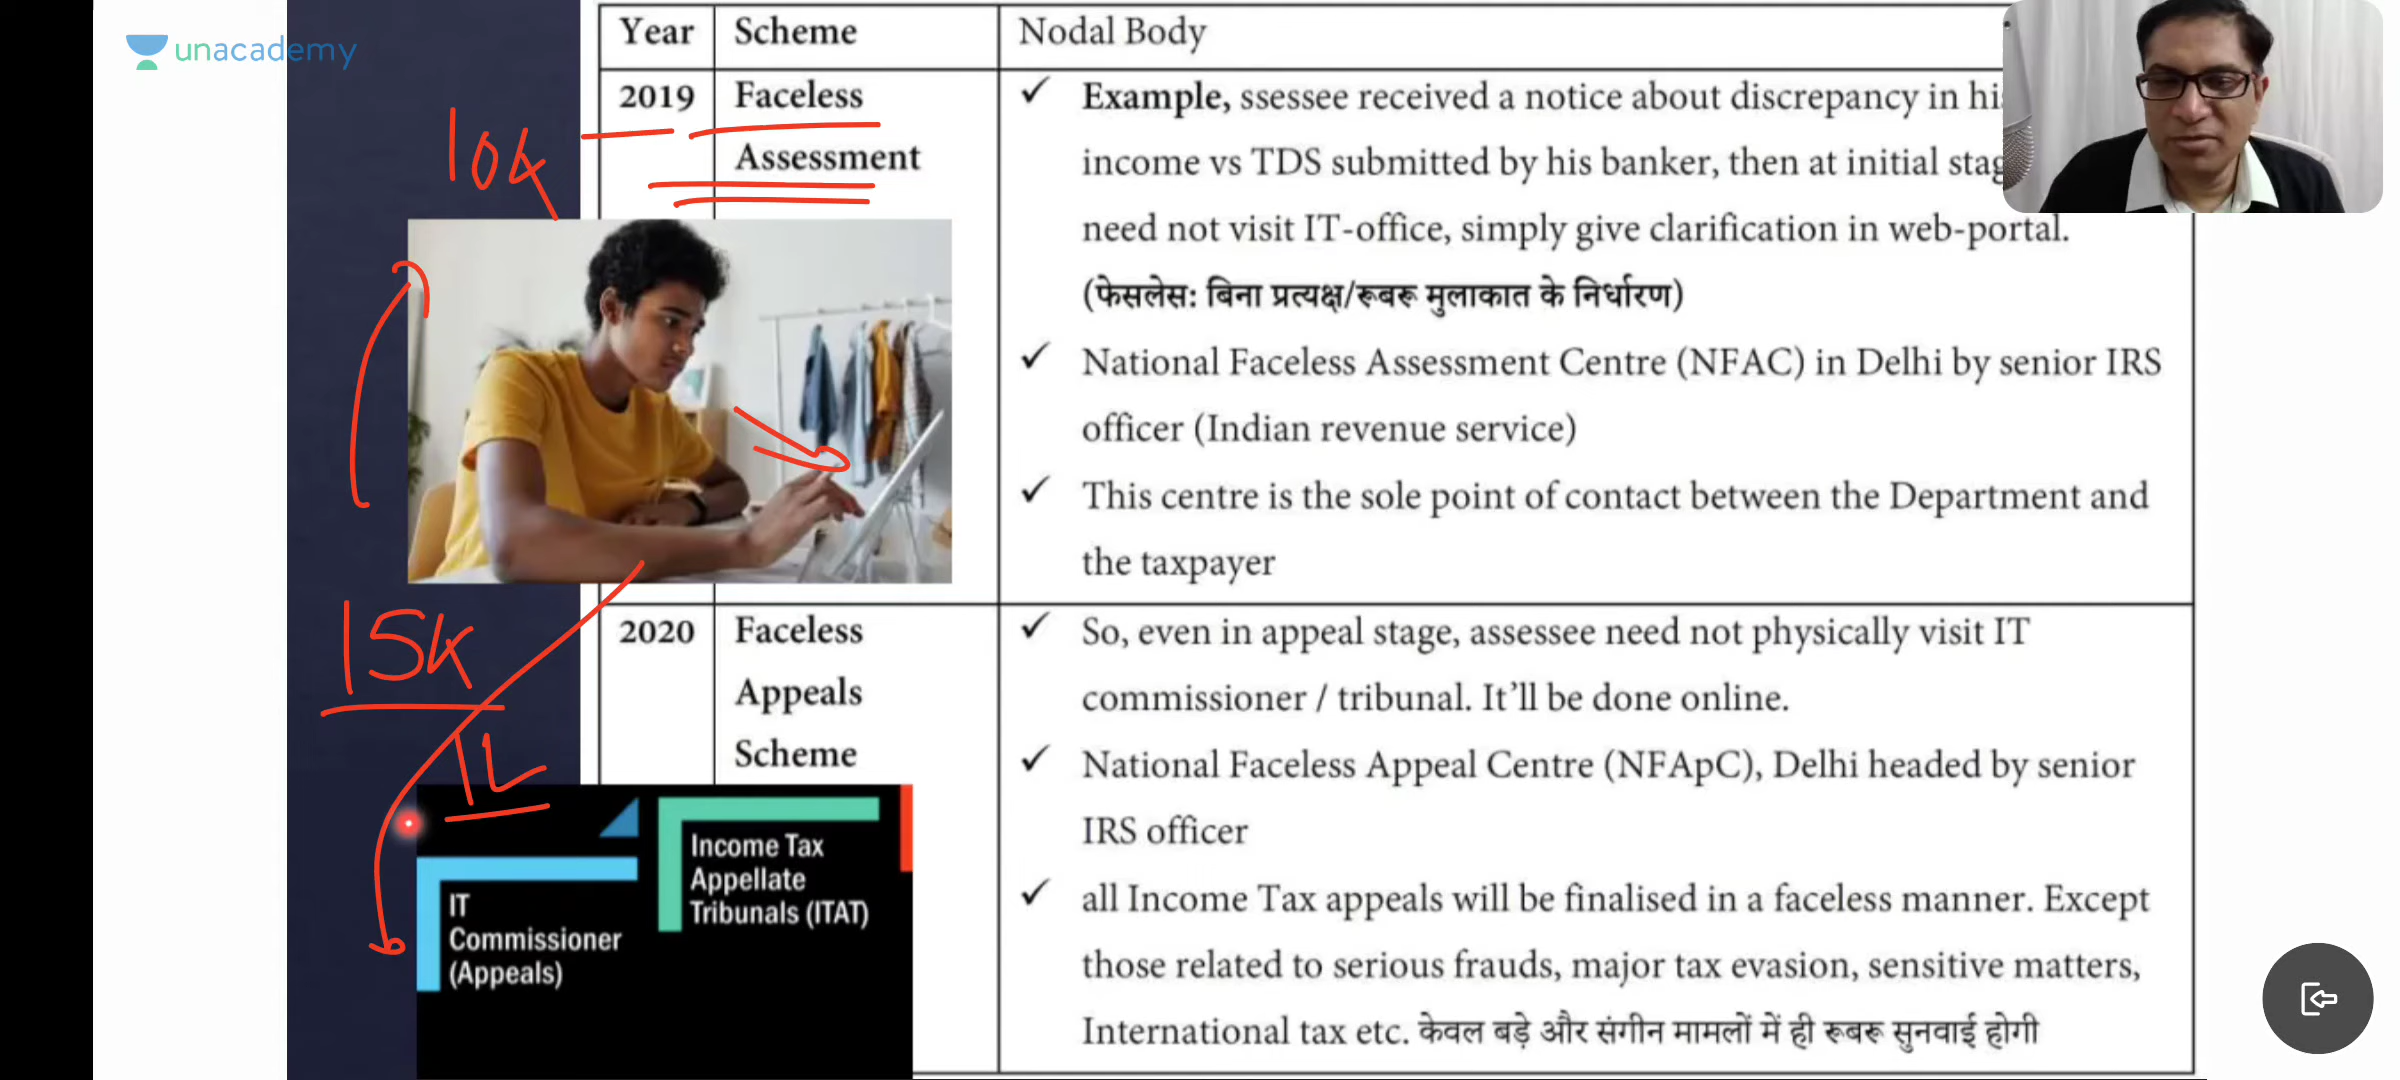 unacademy
Year Scheme Nodal Body
2019 Faceless
Assessment
Example, ssessee received a notice about discrepancy in hi
income vs TDS submitted by his banker, then at initial stag
need not visit IT-office, simply give clarification in web-portal.
(फेसलेस: बिना प्रत्यक्ष/रूबरू मुलाकात के निर्धारण)
National Faceless Assessment Centre (NFAC) in Delhi by senior IRS
officer (Indian revenue service)
This centre is the sole point of contact between the Department and
the taxpayer
2020 Faceless
Appeals
Scheme
So, even in appeal stage, assessee need not physically visit IT
commissioner / tribunal. It'll be done online.
National Faceless Appeal Centre (NFApC), Delhi headed by senior
IRS officer
all Income Tax appeals will be finalised in a faceless manner. Except
those related to serious frauds, major tax evasion, sensitive matters,
International tax etc. केवल बड़े और संगीन मामलों में ही रूबरू सुनवाई होगी
10k
15k
1L
IT
Commissioner
(Appeals)
Income Tax
Appellate
Tribunals (ITAT)